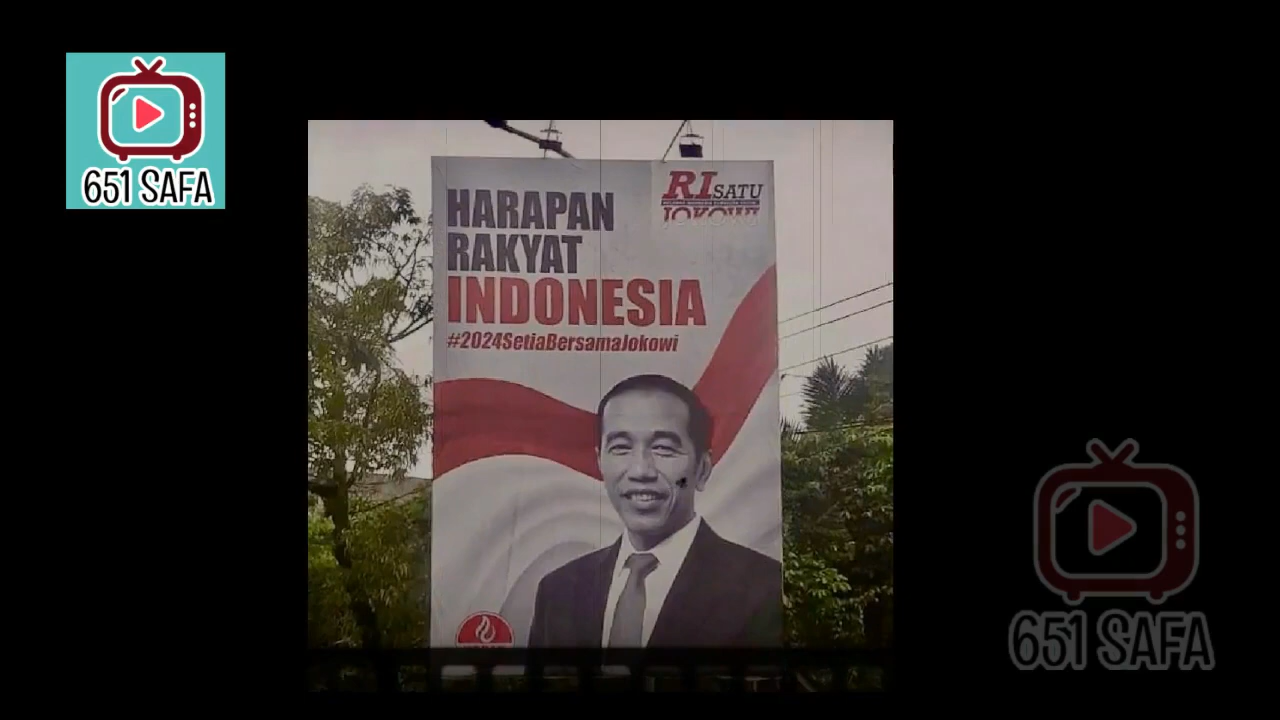 651 SAFA
RI SATU
JOKOWI
HARAPAN
RAKYAT
INDONESIA
#2024SetiaBersamaJokowi
651 SAFA